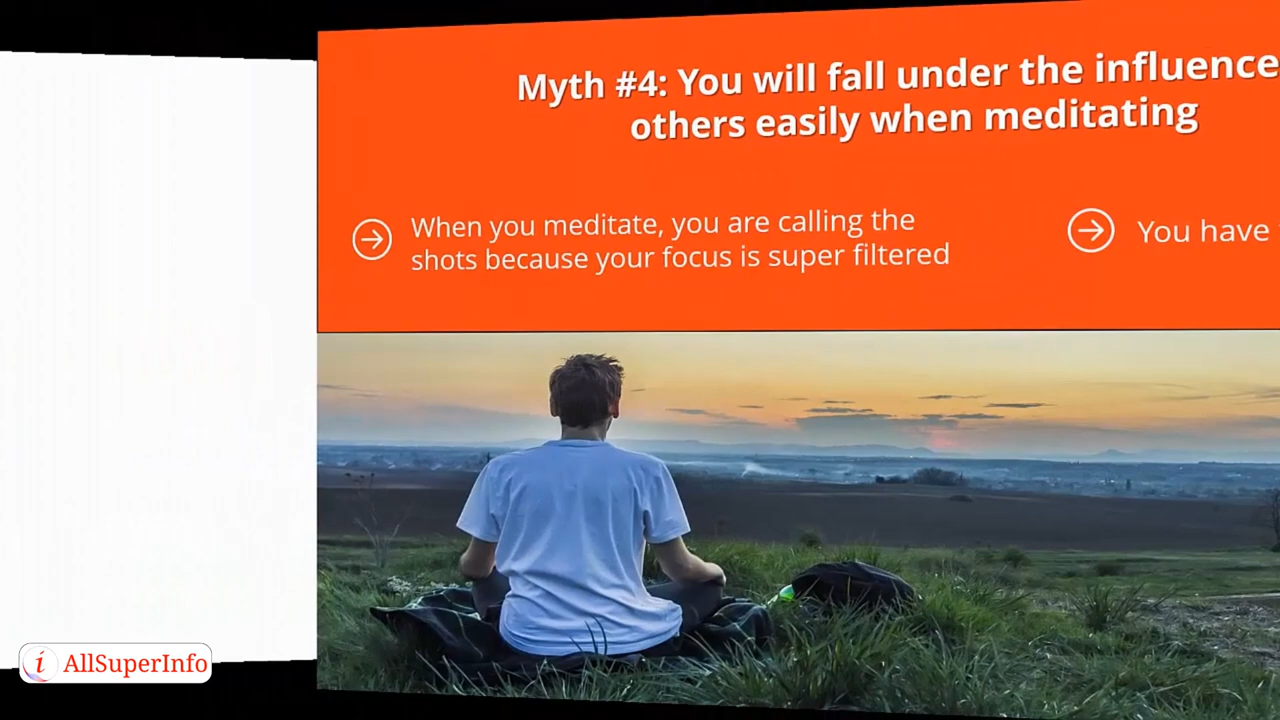 Myth #4: You will fall under the influence
others easily when meditating
When you meditate, you are calling the
shots because your focus is super filtered
You have
i AllSuperInfo